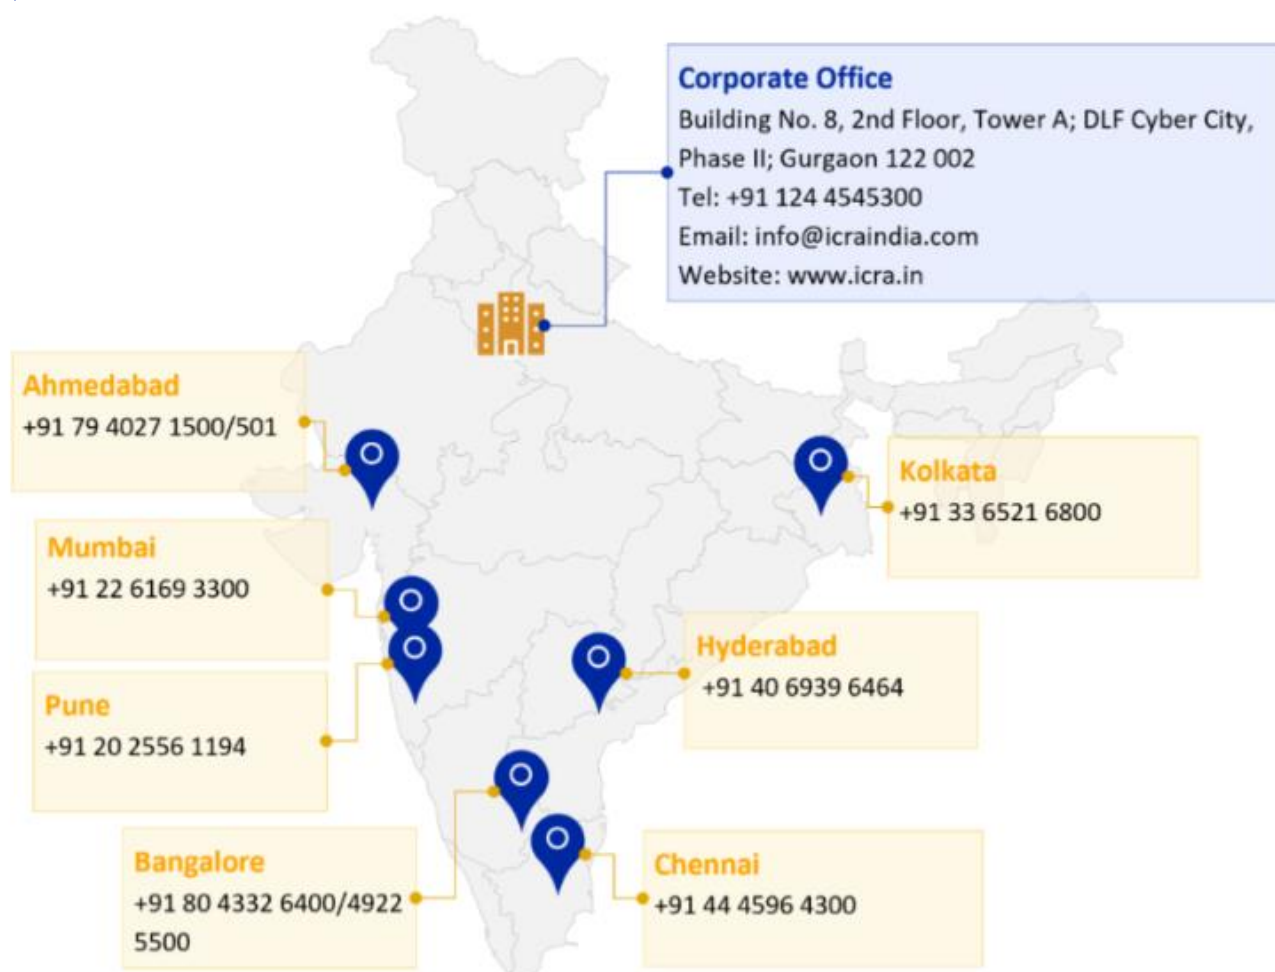 Corporate Office
Building No. 8, 2nd Floor, Tower A; DLF Cyber City,
Phase II; Gurgaon 122 002
Tel: +91 124 4545300
Email: info@icraindia.com
Website: www.icra.in
Ahmedabad
+91 79 4027 1500/501
Kolkata
+91 33 6521 6800
Mumbai
+91 22 6169 3300
Hyderabad
+91 40 6939 6464
Pune
+91 20 2556 1194
Bangalore
+91 80 4332 6400/4922
5500
Chennai
+91 44 4596 4300